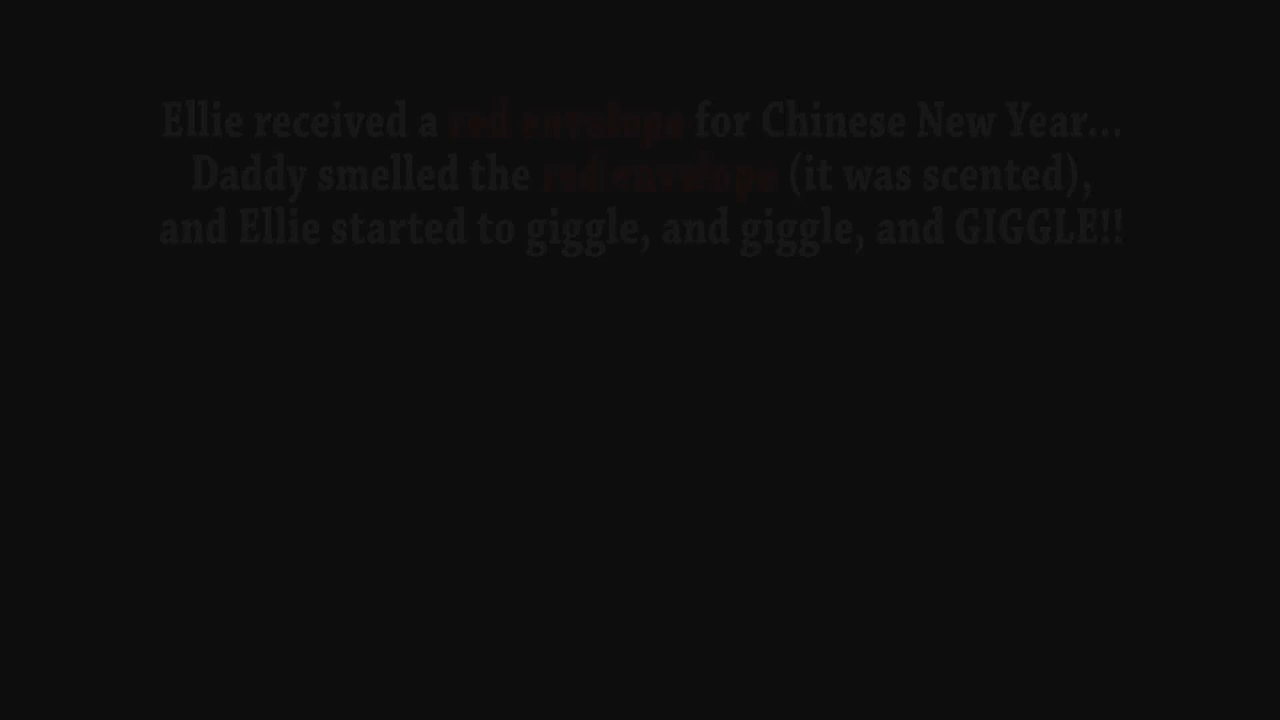 Ellie received a red envelope for Chinese New Year...
Daddy smelled the red envelope (it was scented),
and Ellie started to giggle, and giggle, and GIGGLE!!